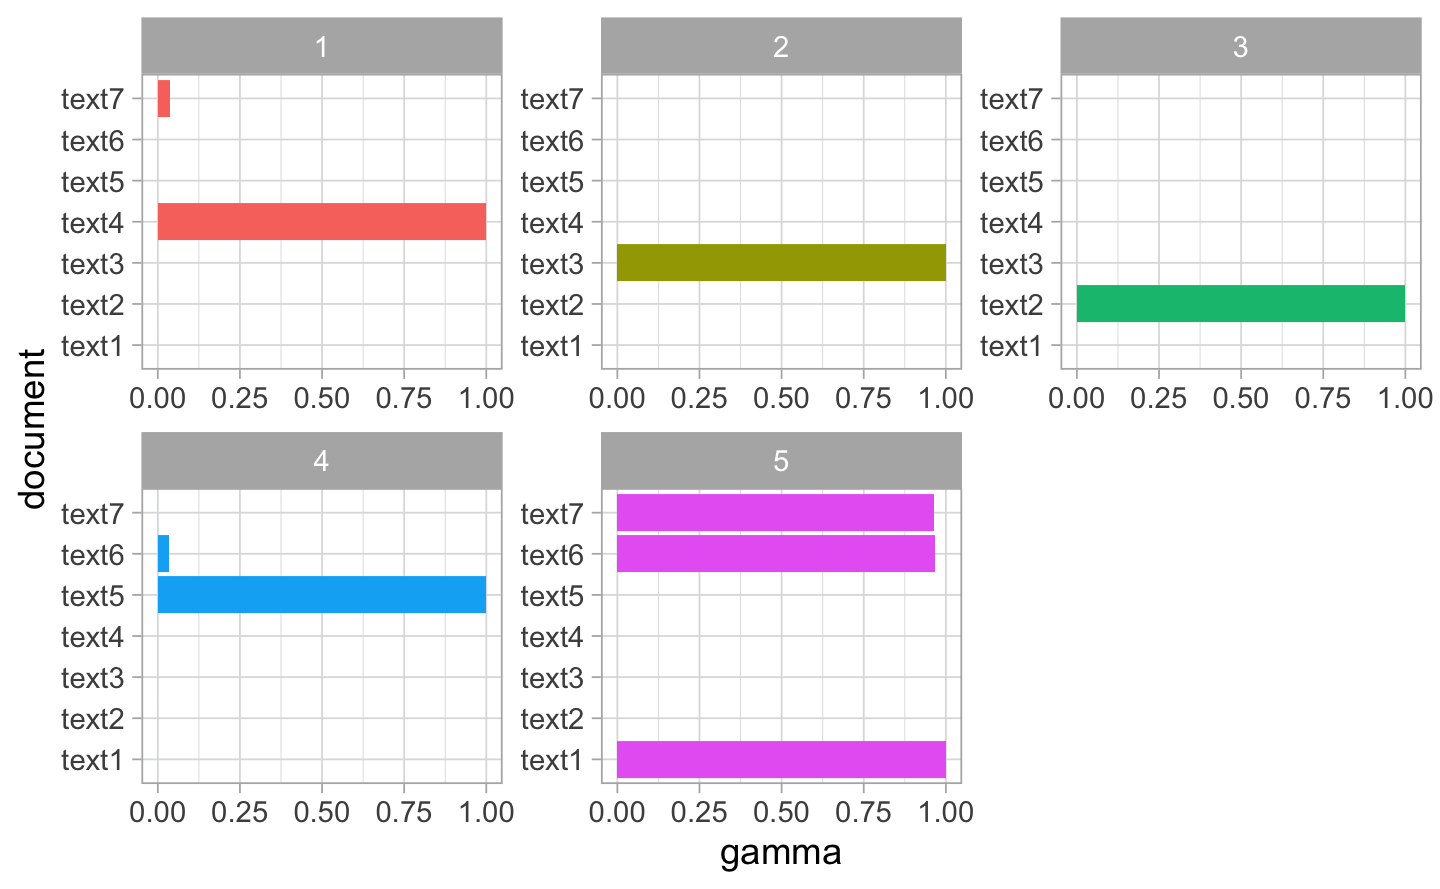 1 2 3
text7 text7 text7
text6 text6 text6
text5 text5 text5
text4 text4 text4
text3 text3 text3
text2 text2 text2
text1 text1 text1
0.00 0.25 0.50 0.75 1.00 0.00 0.25 0.50 0.75 1.00 0.00 0.25 0.50 0.75 1.00
document
4 5
text7 text7
text6 text6
text5 text5
text4 text4
text3 text3
text2 text2
text1 text1
0.00 0.25 0.50 0.75 1.00 0.00 0.25 0.50 0.75 1.00
gamma